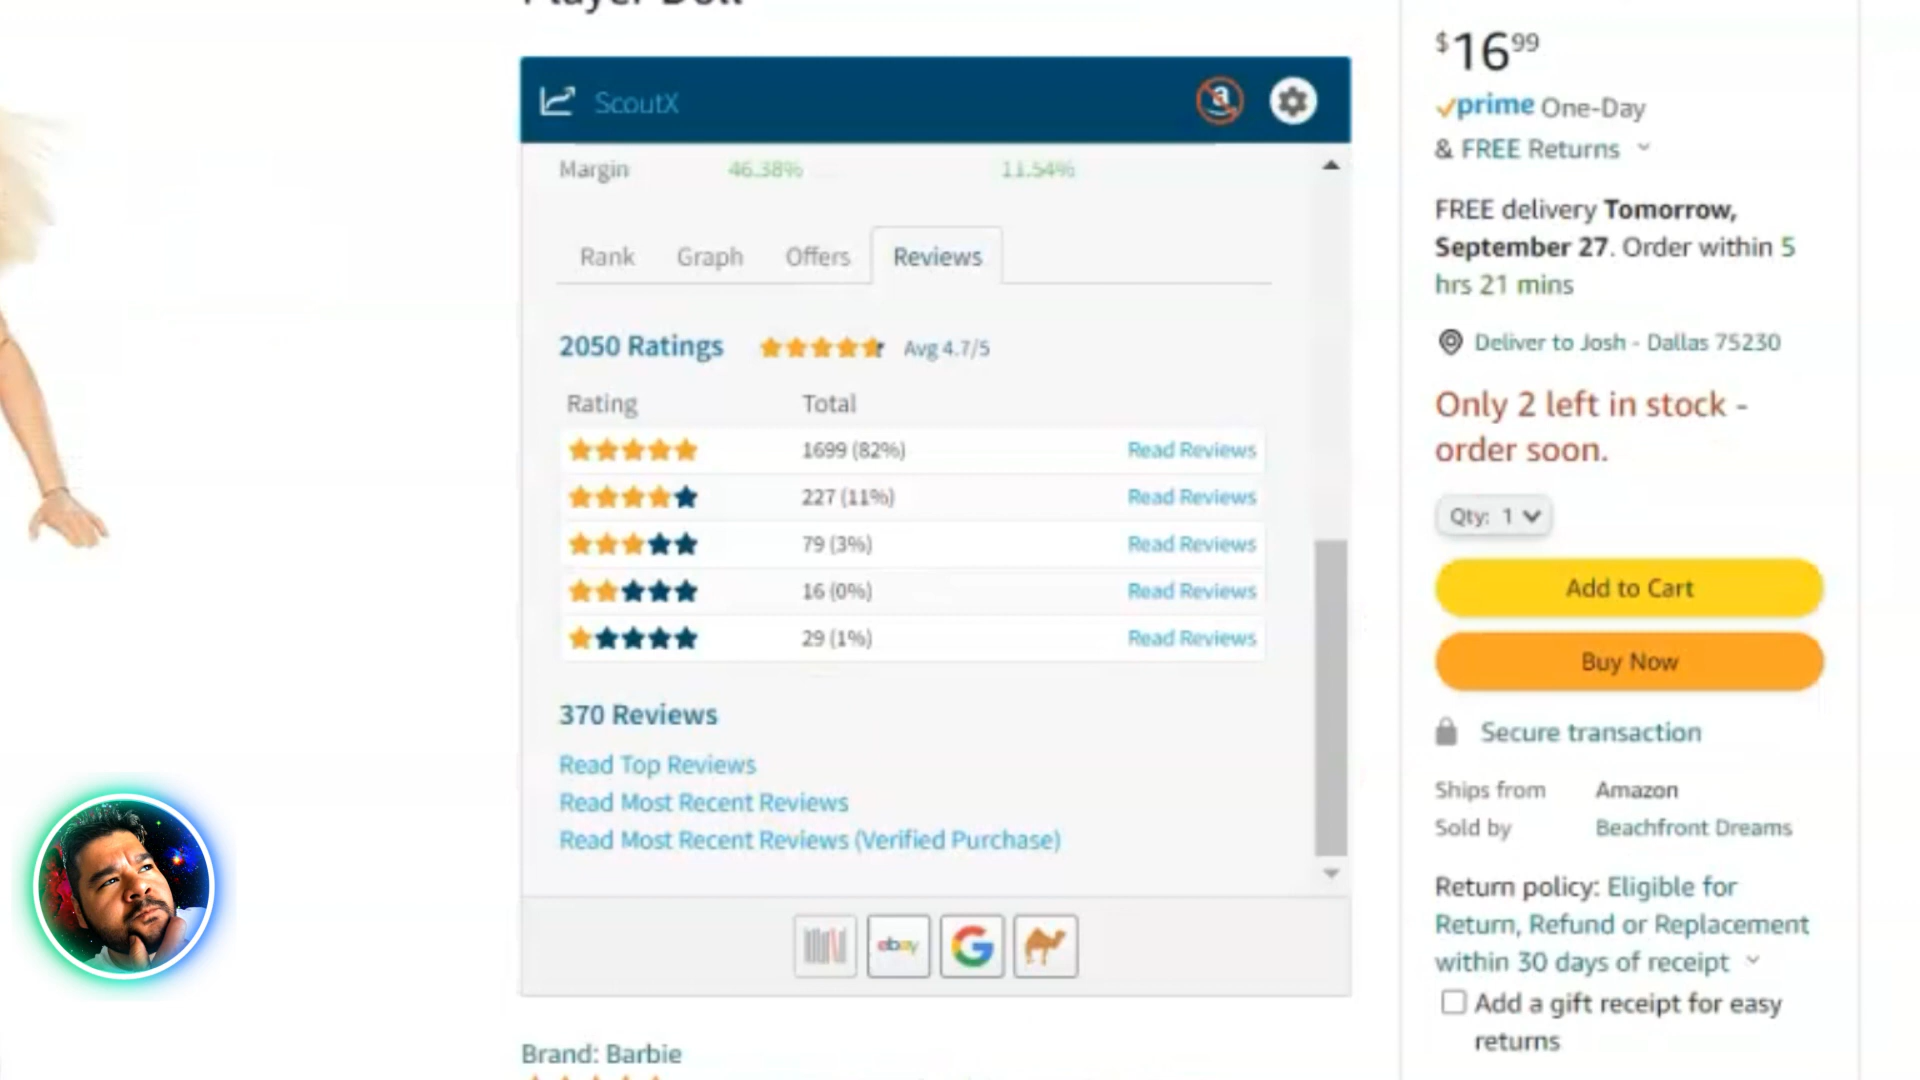 $16.99
ScoutX
prime One-Day
& FREE Returns
Margin 46.38% 11.54%
FREE delivery Tomorrow,
September 27. Order within 5
hrs 21 mins
Rank Graph Offers Reviews
2050 Ratings Avg 4.7/5
Deliver to Josh - Dallas 75230
Rating Total
Only 2 left in stock -
order soon.
1699 (82%) Read Reviews
227 (11%) Read Reviews
Qty: 1
79 (3%) Read Reviews
16 (0%) Read Reviews
Add to Cart
29 (1%) Read Reviews
Buy Now
370 Reviews
Secure transaction
Read Top Reviews
Ships from Amazon
Read Most Recent Reviews
Sold by Beachfront Dreams
Read Most Recent Reviews (Verified Purchase)
Return policy: Eligible for
Return, Refund or Replacement
within 30 days of receipt
ebay
Add a gift receipt for easy
returns
Brand: Barbie